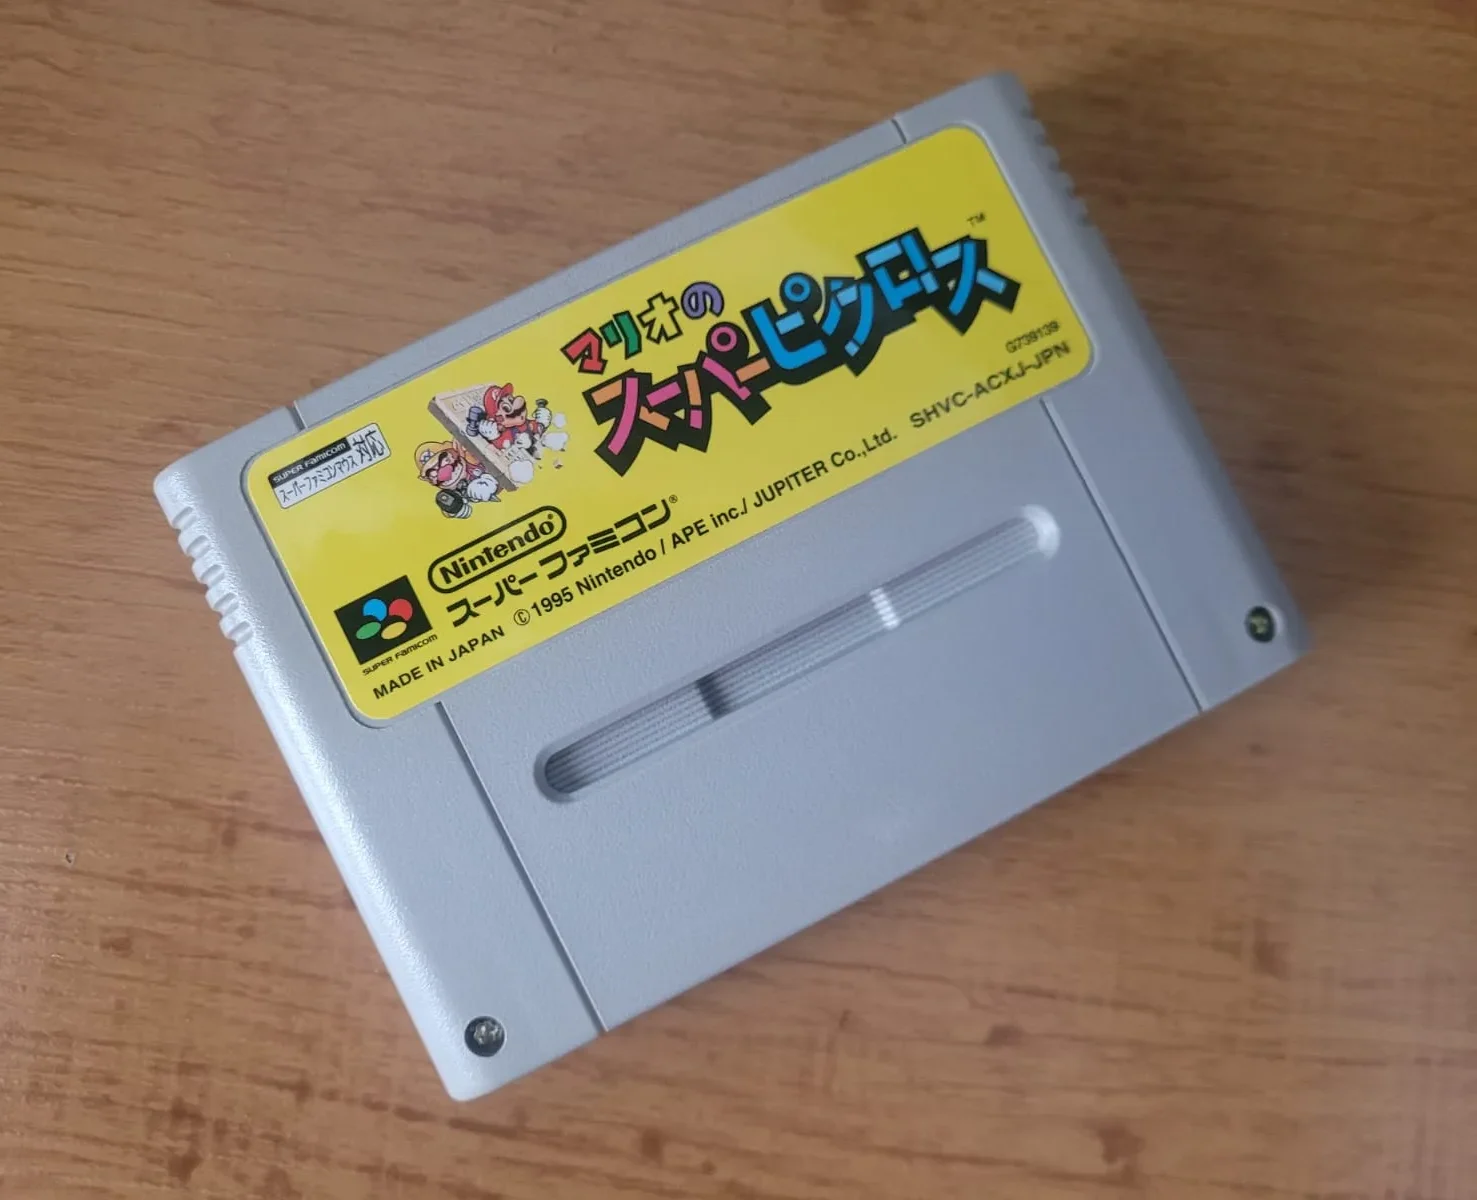 マリオの
スーパーピクロス
TM
G739139
SHVC-ACXJ-JPN
SUPER FAMICOM
スーパーファミコンマウス対応
Nintendo®
スーパーファミコン®
SUPER FAMICOM
MADE IN JAPAN
©1995 Nintendo / APE inc./ JUPITER Co.,Ltd.